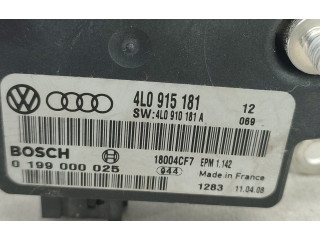 4L0 915 181 12
SW:4L0 910 181 A 069
BOSCH 18004CF7 EPM 1.142
0 199 000 025 944 Made in France
1283 11.04.08